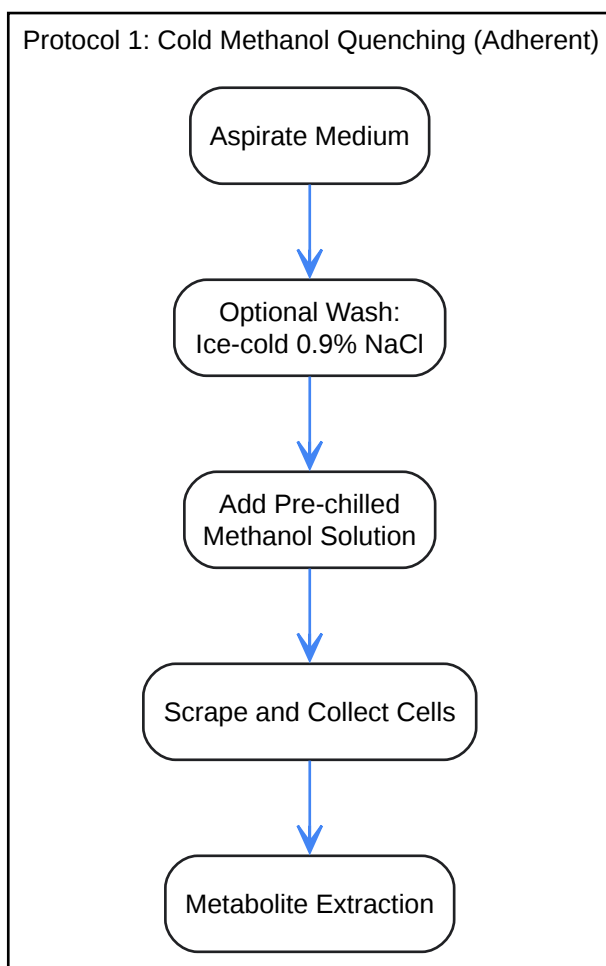 Protocol 1: Cold Methanol Quenching (Adherent)
Aspirate Medium
Optional Wash:
Ice-cold 0.9% NaCl
Add Pre-chilled
Methanol Solution
Scrape and Collect Cells
Metabolite Extraction